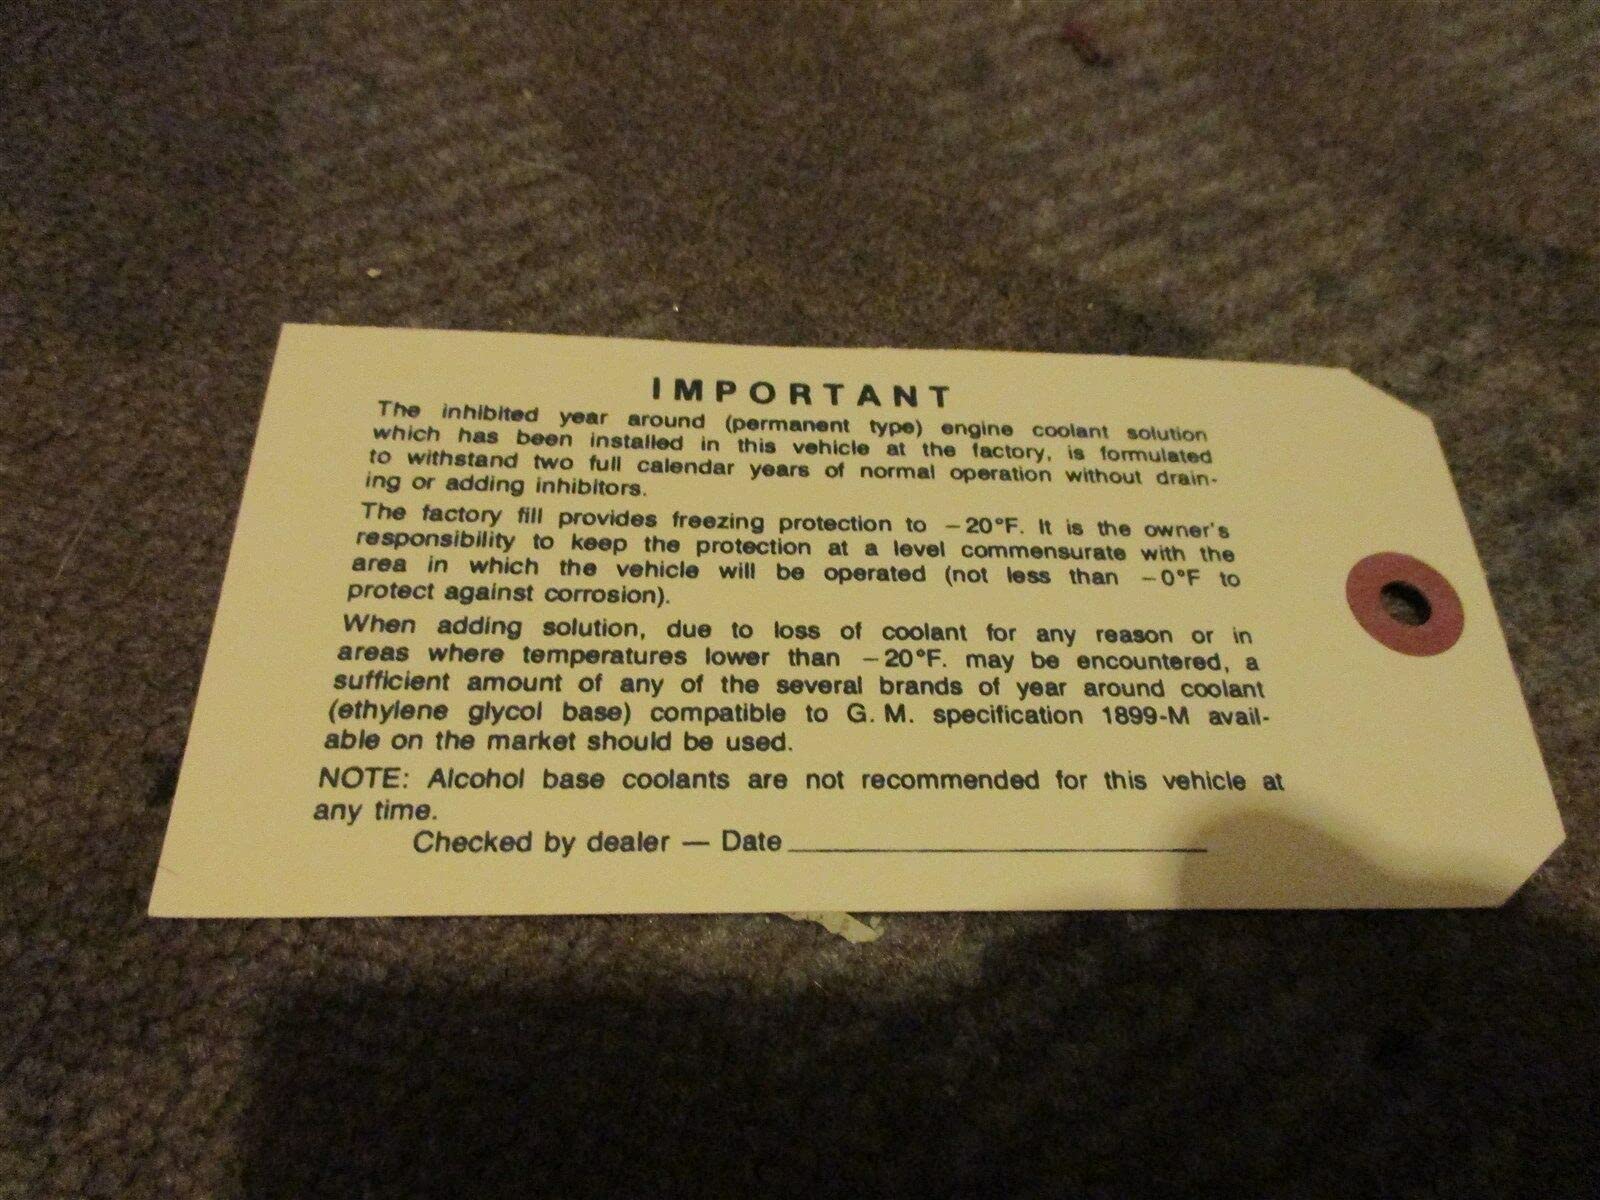 IMPORTANT
The inhibited year around (permanent type) engine coolant solution
which has been installed in this vehicle at the factory, is formulated
to withstand two full calendar years of normal operation without drain-
ing or adding inhibitors.
The factory fill provides freezing protection to −20°F. It is the owner's
responsibility to keep the protection at a level commensurate with the
area in which the vehicle will be operated (not less than −0°F to
protect against corrosion).
When adding solution, due to loss of coolant for any reason or in
areas where temperatures lower than −20°F. may be encountered, a
sufficient amount of any of the several brands of year around coolant
(ethylene glycol base) compatible to G. M. specification 1899-M avail-
able on the market should be used.
NOTE: Alcohol base coolants are not recommended for this vehicle at
any time.
Checked by dealer — Date